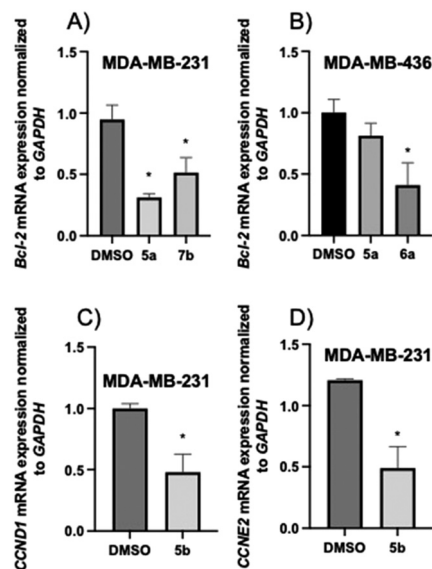 A)
MDA-MB-231
Bcl-2 mRNA expression normalized
to GAPDH
1.5
1.0
0.5
0.0
*
*
DMSO 5a 7b
B)
MDA-MB-436
Bcl-2 mRNA expression normalized
to GAPDH
1.5
1.0
0.5
0.0
*
DMSO 5a 6a
C)
MDA-MB-231
CCND1 mRNA expression normalized
to GAPDH
1.5
1.0
0.5
0.0
*
DMSO 5b
D)
MDA-MB-231
CCNE2 mRNA expression normalized
to GAPDH
1.5
1.0
0.5
0.0
*
DMSO 5b